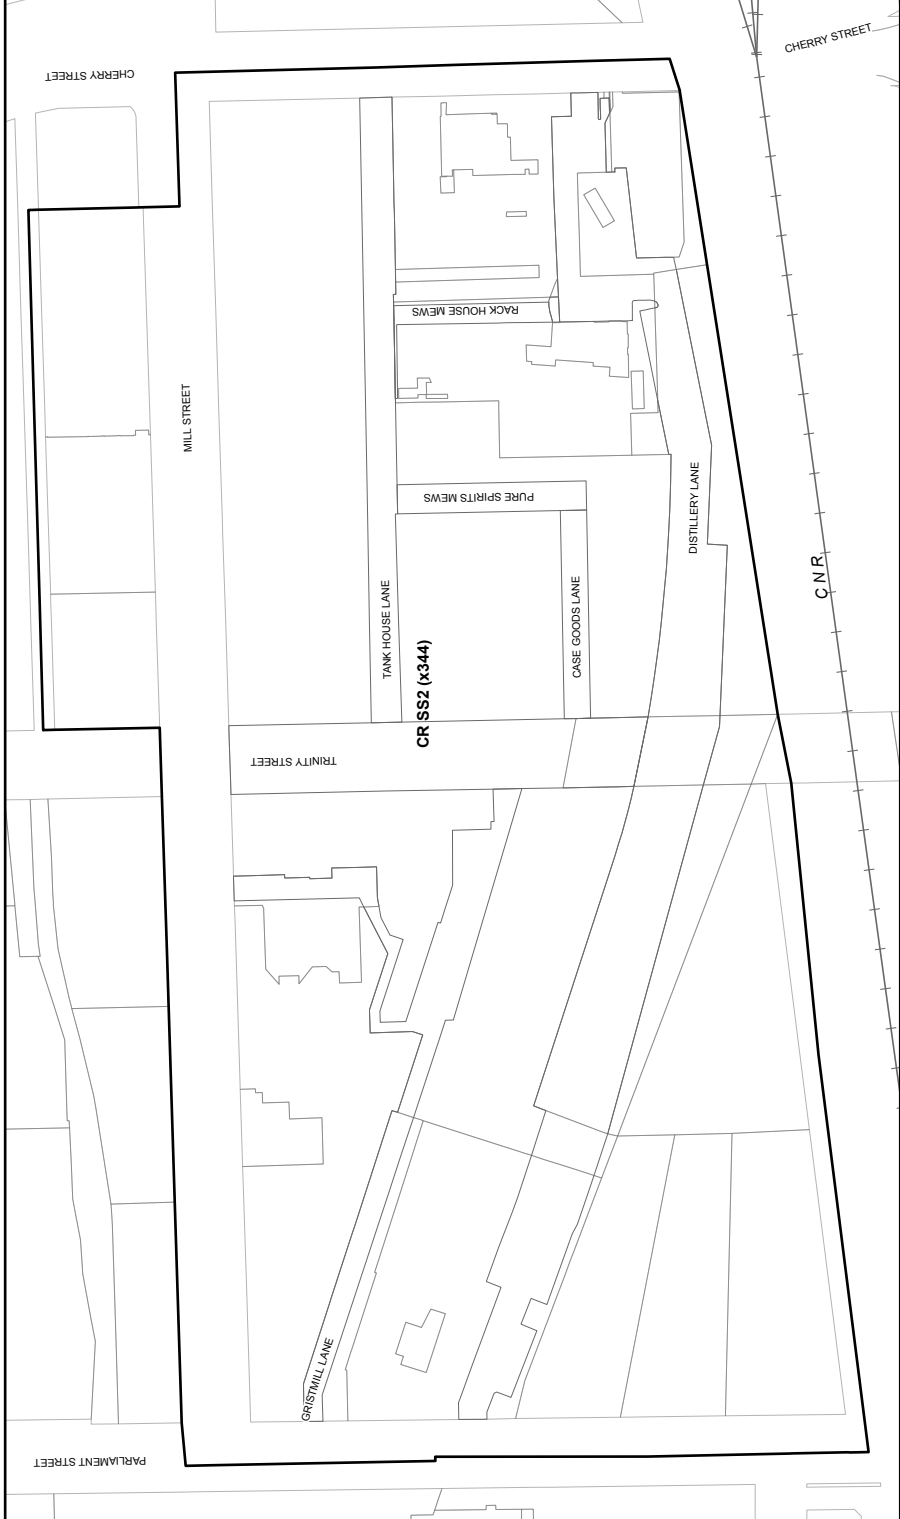 CHERRY STREET
CHERRY STREET
RACK HOUSE MEWS
MILL STREET
PURE SPIRITS MEWS
DISTILLERY LANE
CNR
TANK HOUSE LANE
CASE GOODS LANE
CR SS2 (x344)
TRINITY STREET
GRISTMILL LANE
PARLIAMENT STREET